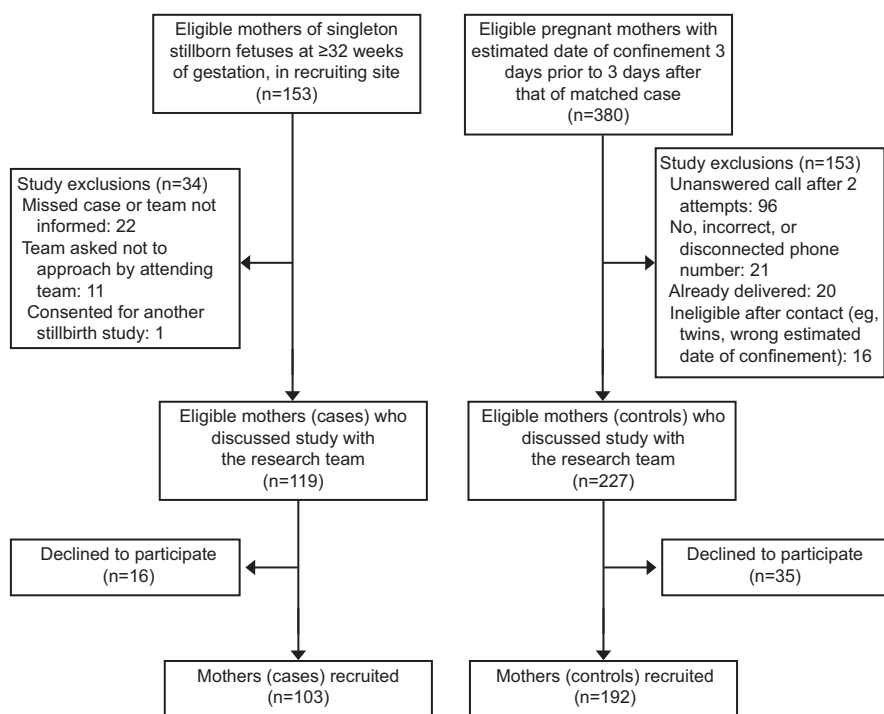 Eligible mothers of singleton
stillborn fetuses at ≥32 weeks
of gestation, in recruiting site
(n=153)
Eligible pregnant mothers with
estimated date of confinement 3
days prior to 3 days after
that of matched case
(n=380)
Study exclusions (n=34)
Missed case or team not
informed: 22
Team asked not to
approach by attending
team: 11
Consented for another
stillbirth study: 1
Study exclusions (n=153)
Unanswered call after 2
attempts: 96
No, incorrect, or
disconnected phone
number: 21
Already delivered: 20
Ineligible after contact (eg,
twins, wrong estimated
date of confinement): 16
Eligible mothers (cases) who
discussed study with
the research team
(n=119)
Eligible mothers (controls) who
discussed study with
the research team
(n=227)
Declined to participate
(n=16)
Declined to participate
(n=35)
Mothers (cases) recruited
(n=103)
Mothers (controls) recruited
(n=192)